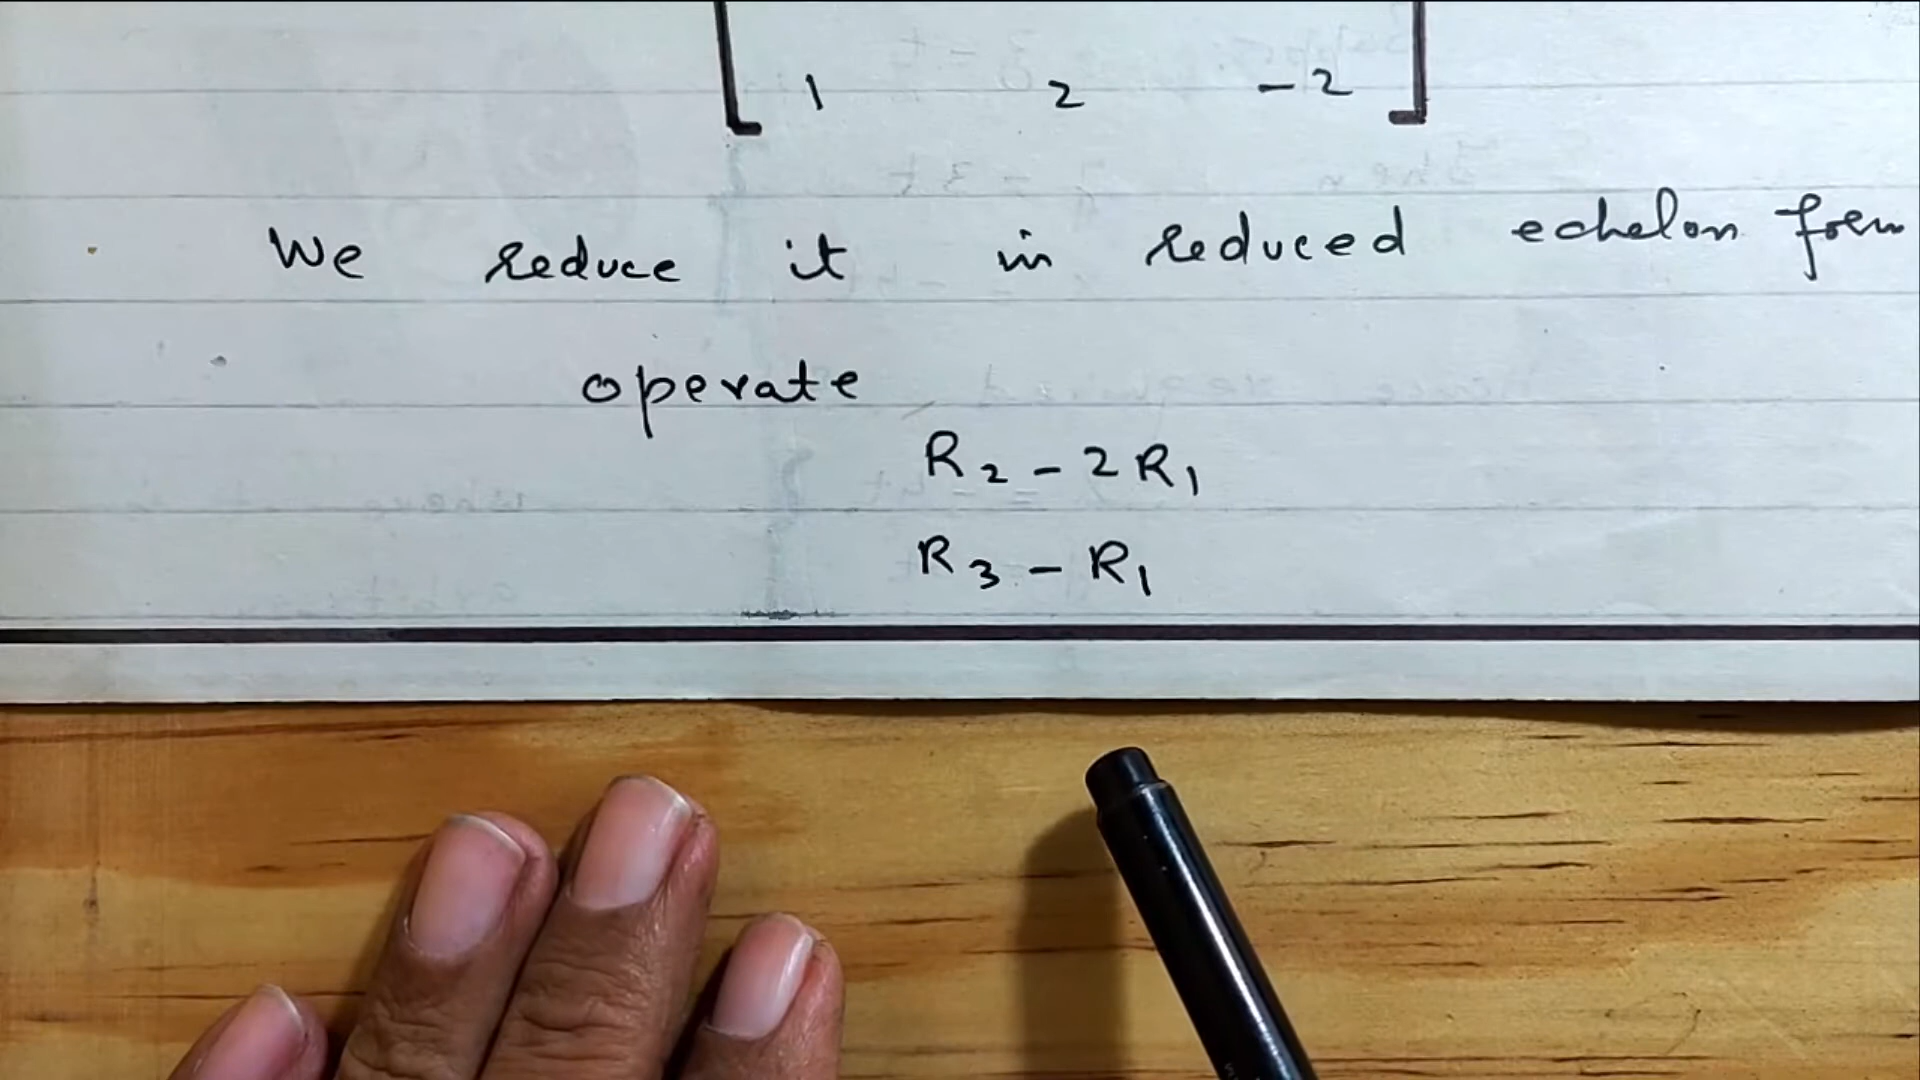 1 2 -2
We reduce it in reduced echelon form
operate
R₂ - 2R₁
R₃ - R₁